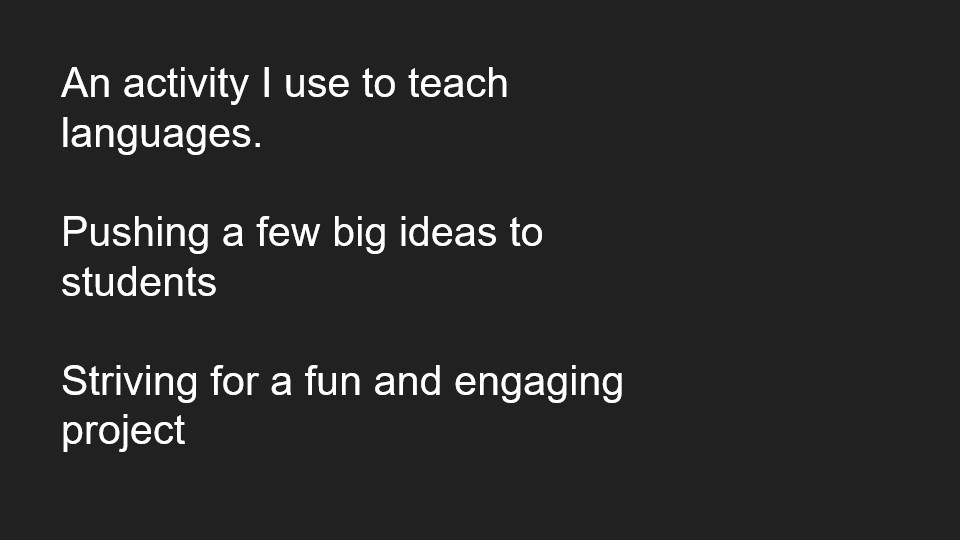 An activity I use to teach
languages.
Pushing a few big ideas to
students
Striving for a fun and engaging
project